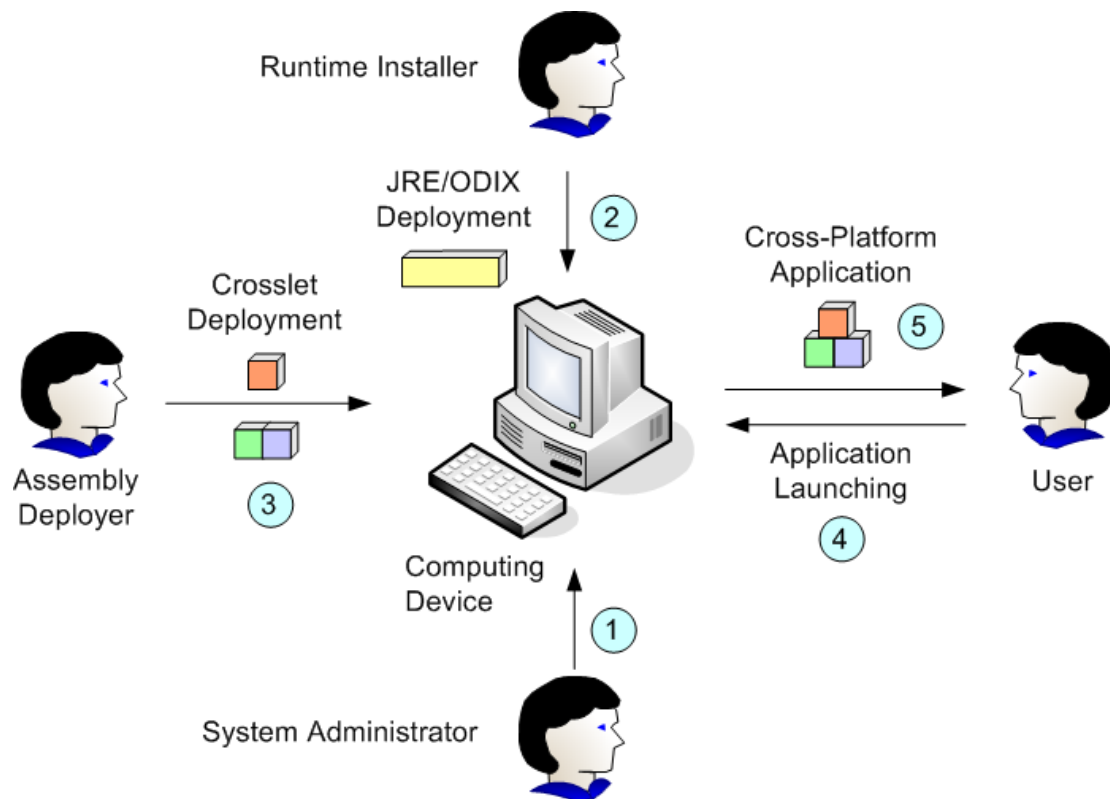 Runtime Installer
JRE/ODIX
Deployment
2
Cross-Platform
Application
5
Crosslet
Deployment
3
Assembly
Deployer
Application
Launching
4
User
Computing
Device
1
System Administrator